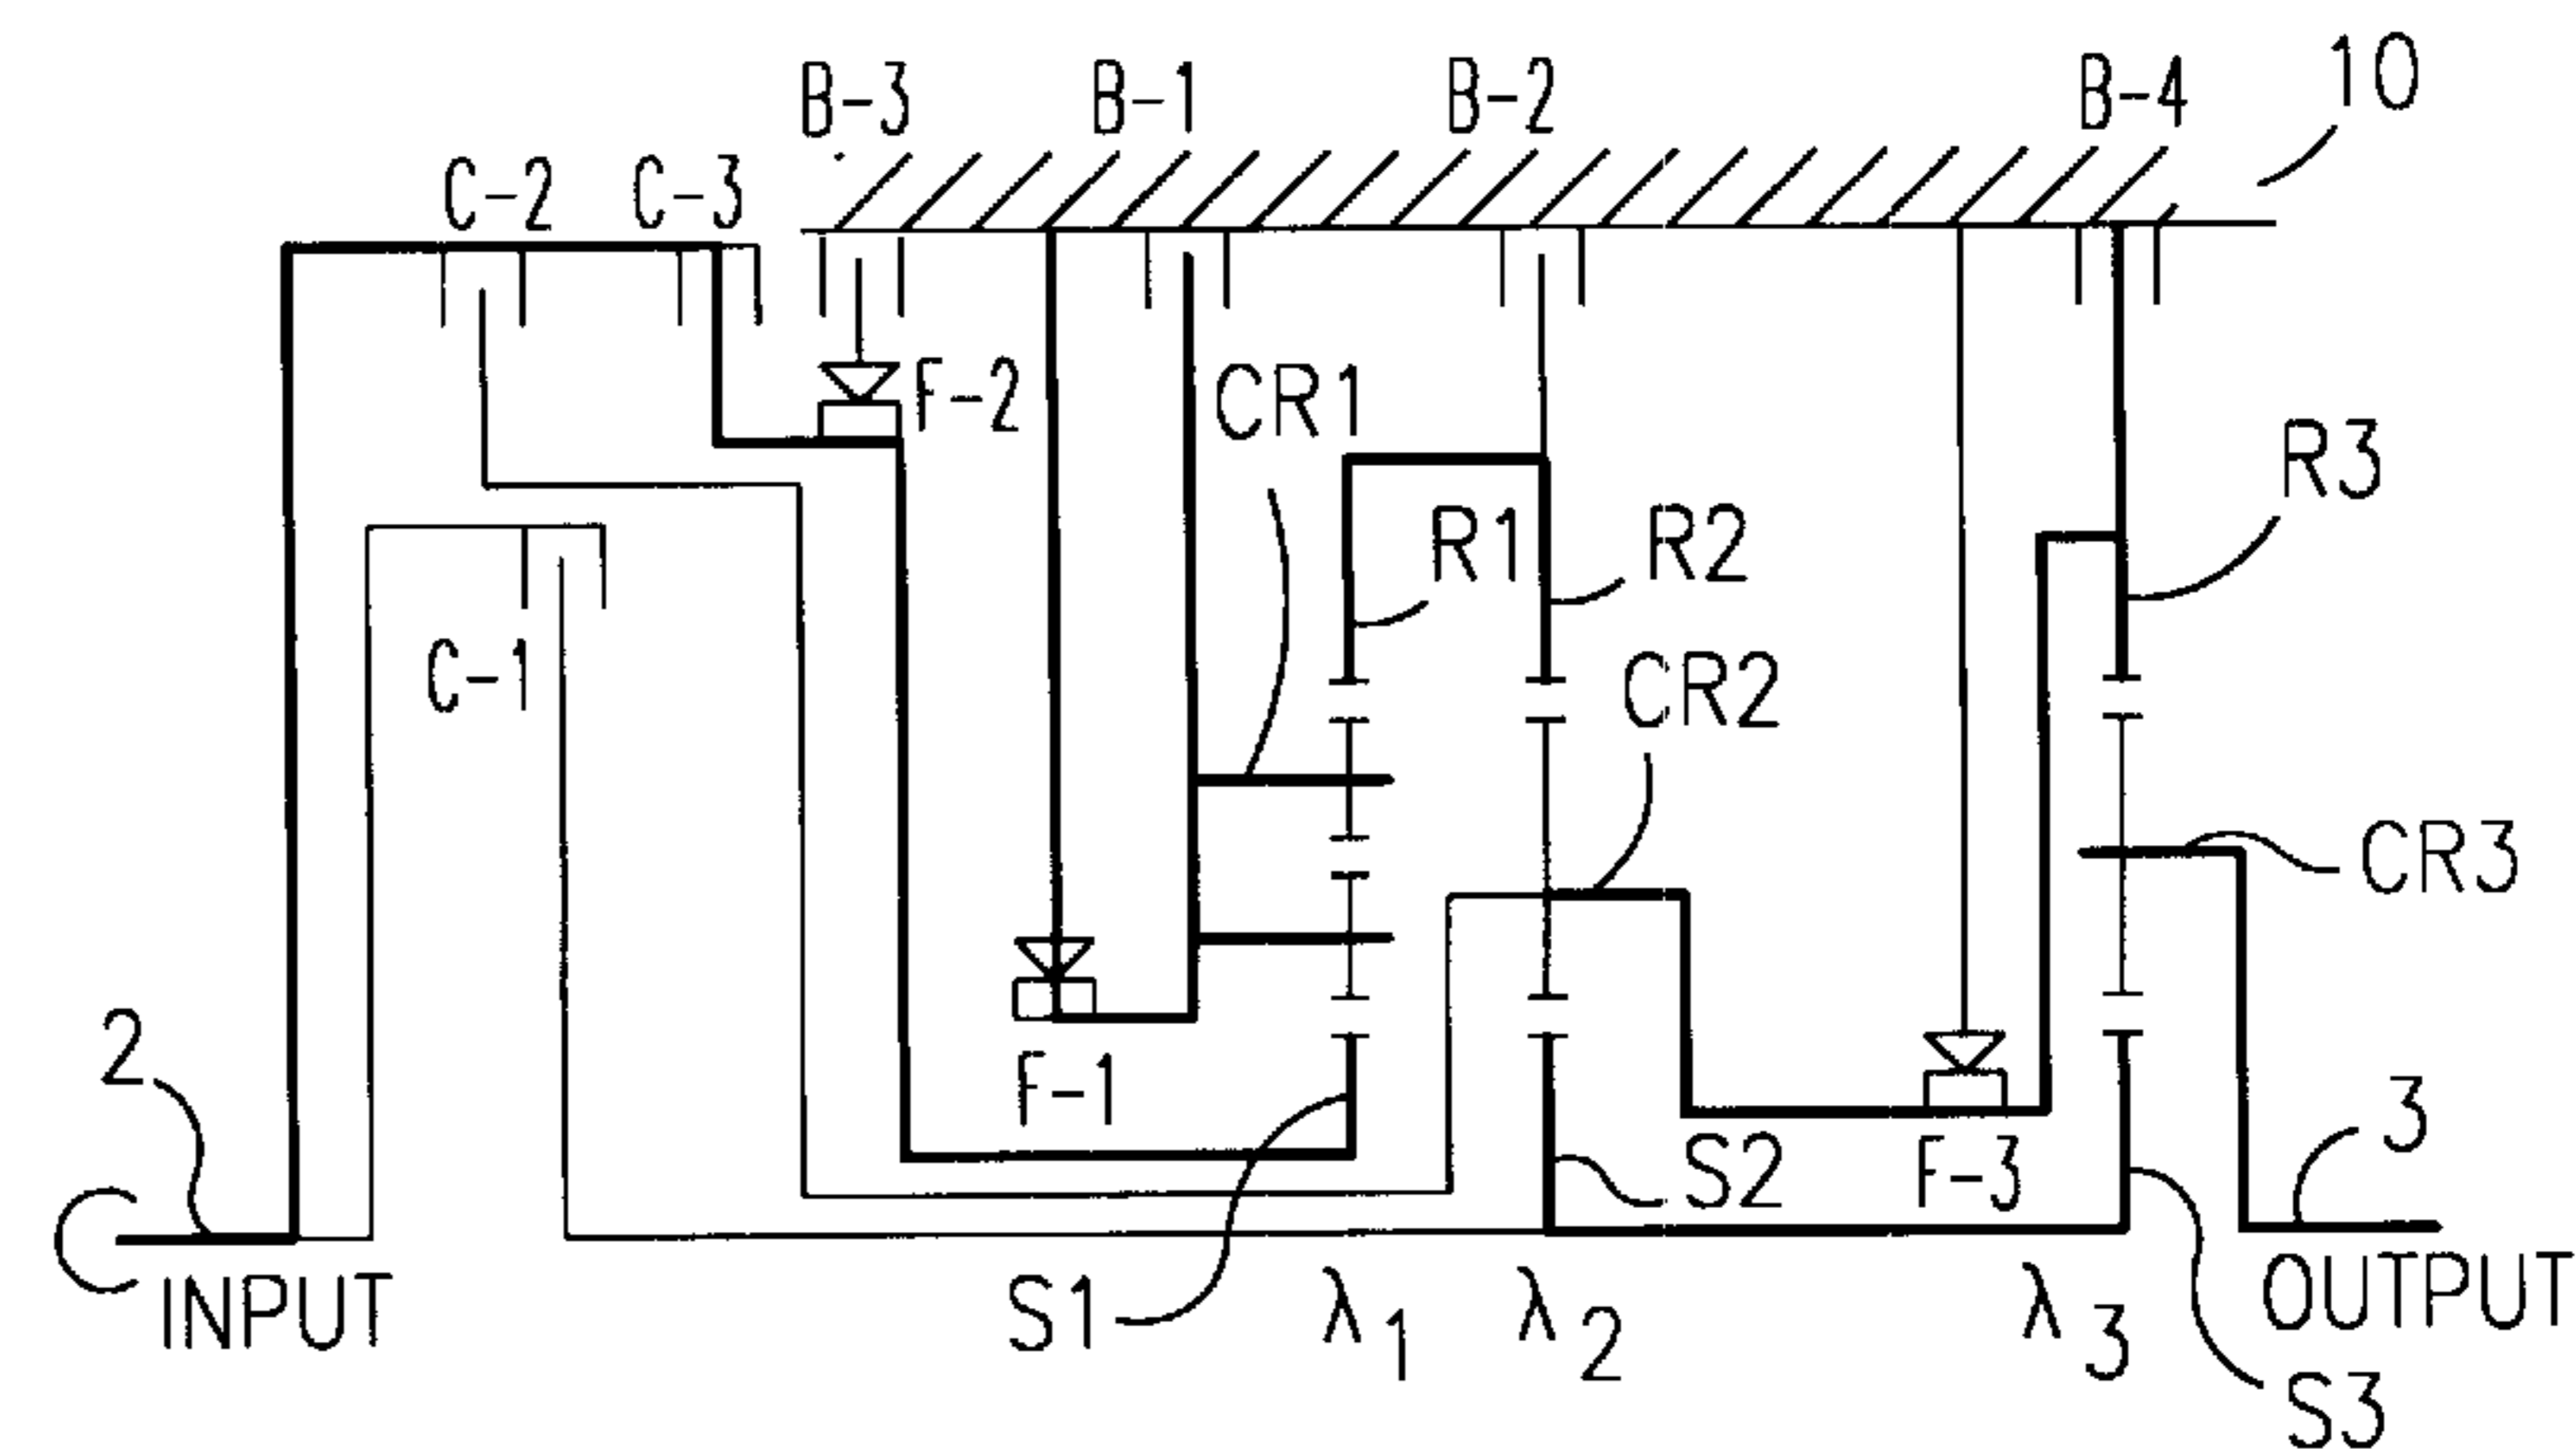 B-3 B-1 B-2 B-4 10
C-2 C-3
F-2 CR1 R3
R1 R2
C-1 CR2
CR3
2 F-1 3
S2 F-3
INPUT S1 λ1 λ2 λ3 OUTPUT
S3